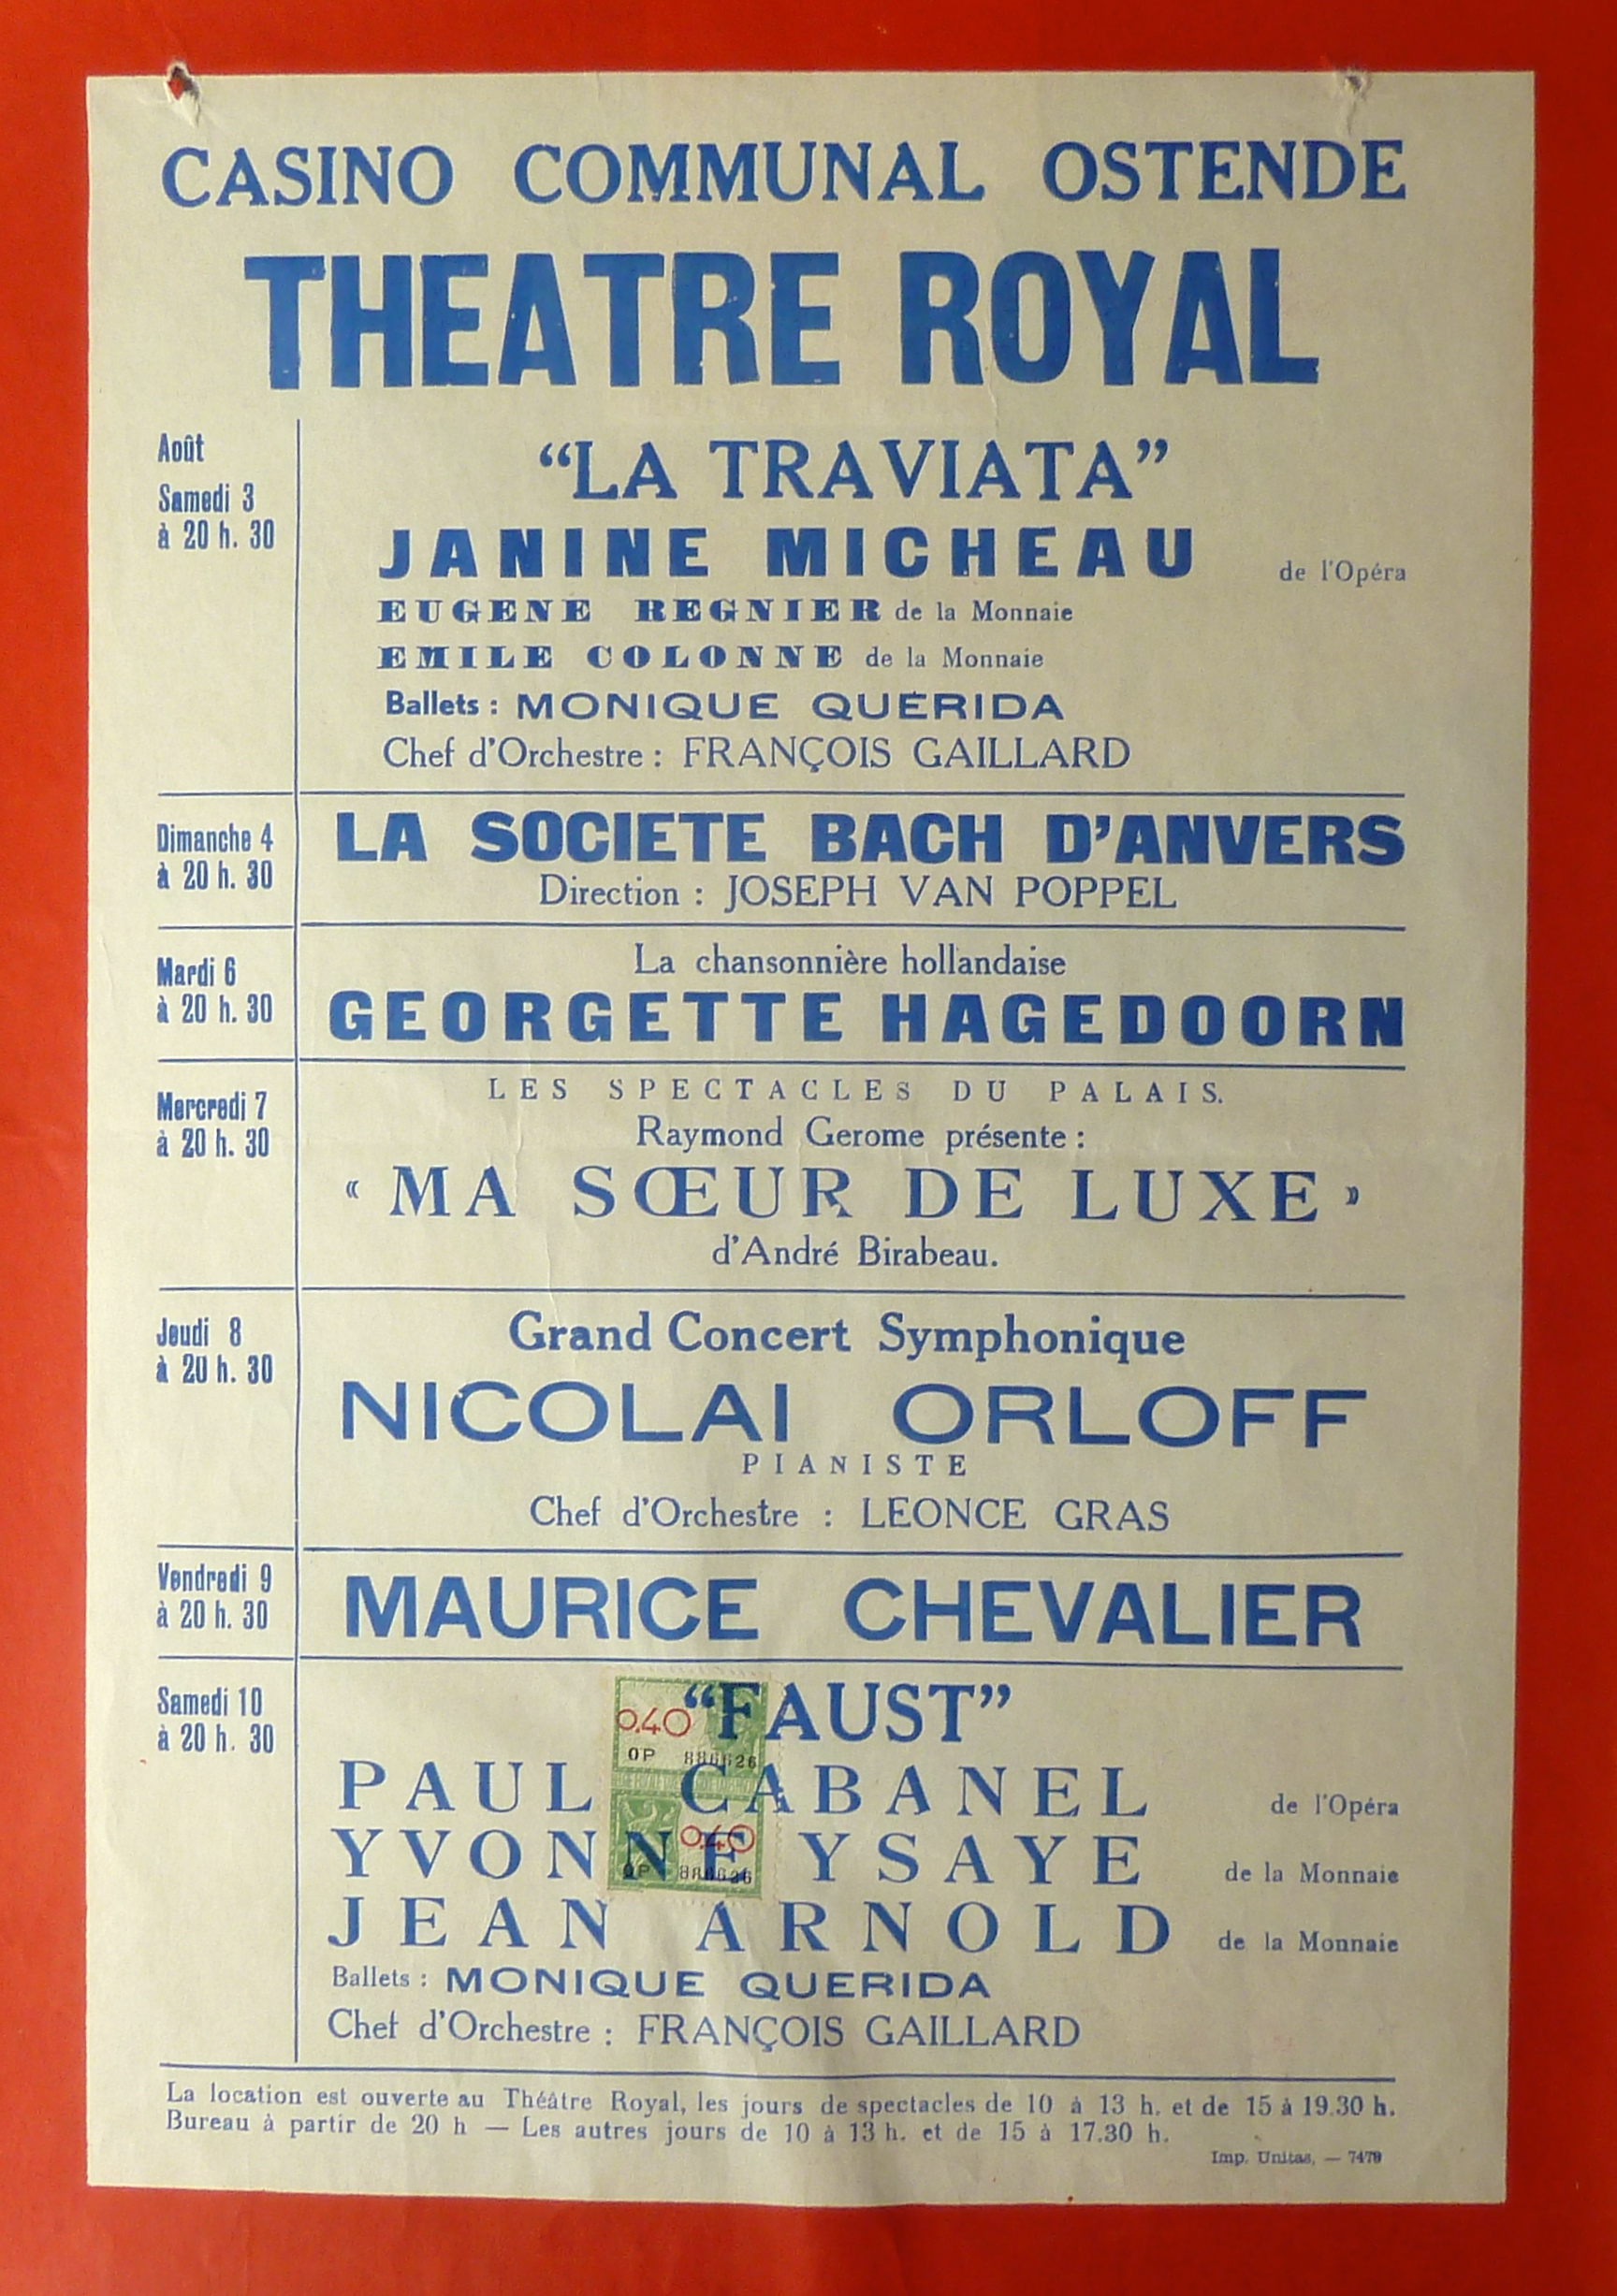 CASINO COMMUNAL OSTENDE
THEATRE ROYAL
Août
Samedi 3
à 20 h. 30
“LA TRAVIATA”
JANINE MICHEAU de l'Opéra
EUGENE REGNIER de la Monnaie
EMILE COLONNE de la Monnaie
Ballets : MONIQUE QUÉRIDA
Chef d'Orchestre : FRANÇOIS GAILLARD
Dimanche 4
à 20 h. 30
LA SOCIETE BACH D'ANVERS
Direction : JOSEPH VAN POPPEL
Mardi 6
à 20 h. 30
La chansonnière hollandaise
GEORGETTE HAGEDOORN
Mercredi 7
à 20 h. 30
LES SPECTACLES DU PALAIS.
Raymond Gerome présente :
« MA SŒUR DE LUXE »
d'André Birabeau.
Jeudi 8
à 20 h. 30
Grand Concert Symphonique
NICOLAI ORLOFF
PIANISTE
Chef d'Orchestre : LEONCE GRAS
Vendredi 9
à 20 h. 30
MAURICE CHEVALIER
Samedi 10
à 20 h. 30
“FAUST”
0.40
OP 886626
PAUL CABANEL de l'Opéra
YVONNE YSAYE de la Monnaie
0.40
OP 886626
JEAN ARNOLD de la Monnaie
Ballets : MONIQUE QUERIDA
Chef d'Orchestre : FRANÇOIS GAILLARD
La location est ouverte au Théâtre Royal, les jours de spectacles de 10 à 13 h. et de 15 à 19.30 h.
Bureau à partir de 20 h — Les autres jours de 10 à 13 h. et de 15 à 17.30 h.
Imp. Unitas, — 7479